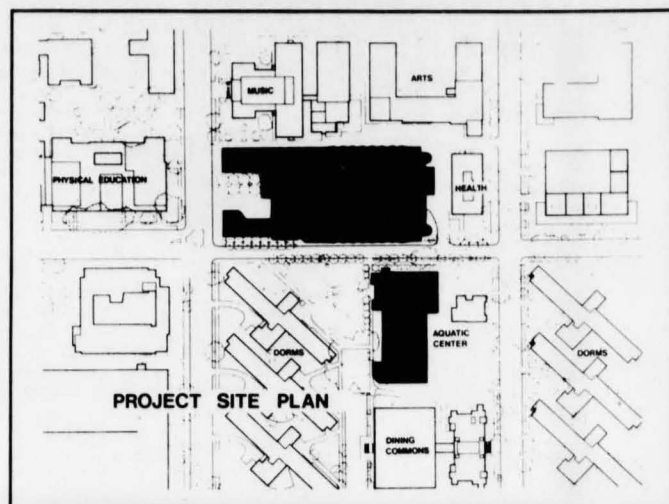 ARTS
MUSIC
PHYSICAL EDUCATION
HEALTH
AQUATIC
CENTER
DORMS
DORMS
PROJECT SITE PLAN
DINING
COMMONS